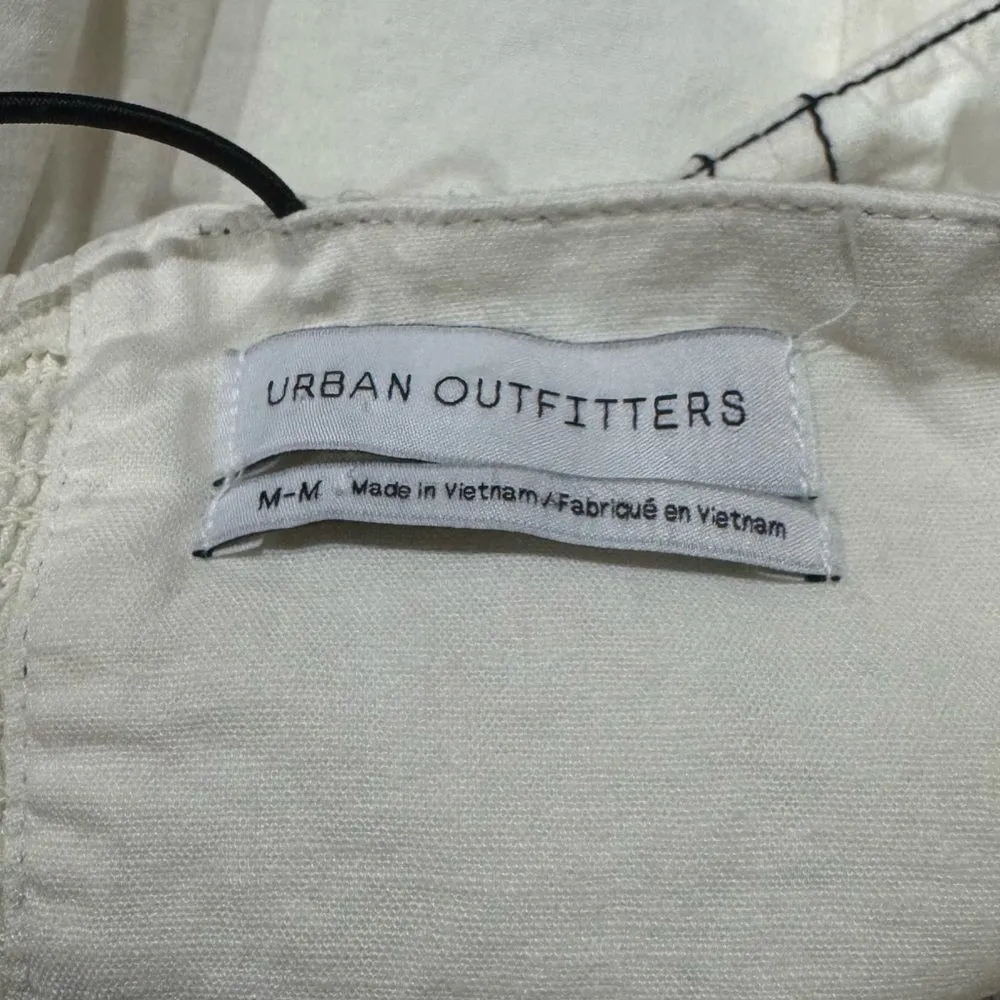 URBAN OUTFITTERS
M-M Made in Vietnam/Fabriqué en Vietnam